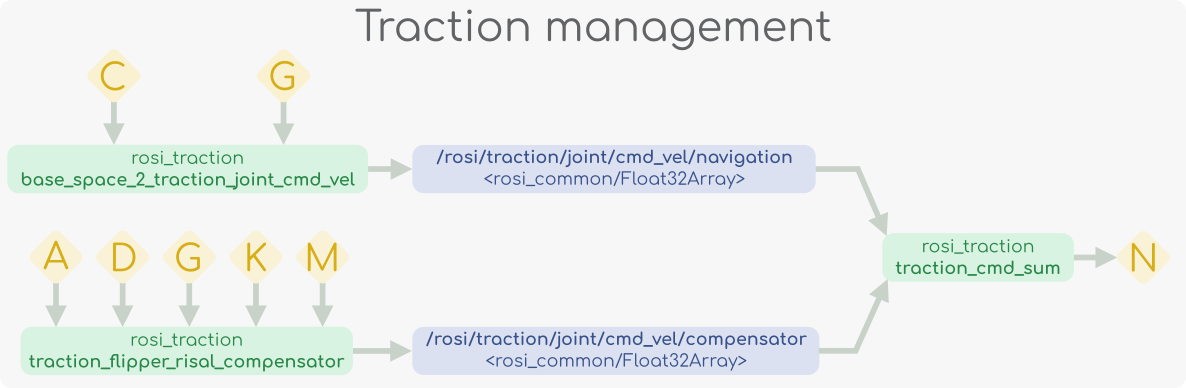 Traction management
C
G
rosi_traction
base_space_2_traction_joint_cmd_vel
/rosi/traction/joint/cmd_vel/navigation
<rosi_common/Float32Array>
A
D
G
K
M
rosi_traction
traction_flipper_risal_compensator
/rosi/traction/joint/cmd_vel/compensator
<rosi_common/Float32Array>
rosi_traction
traction_cmd_sum
N